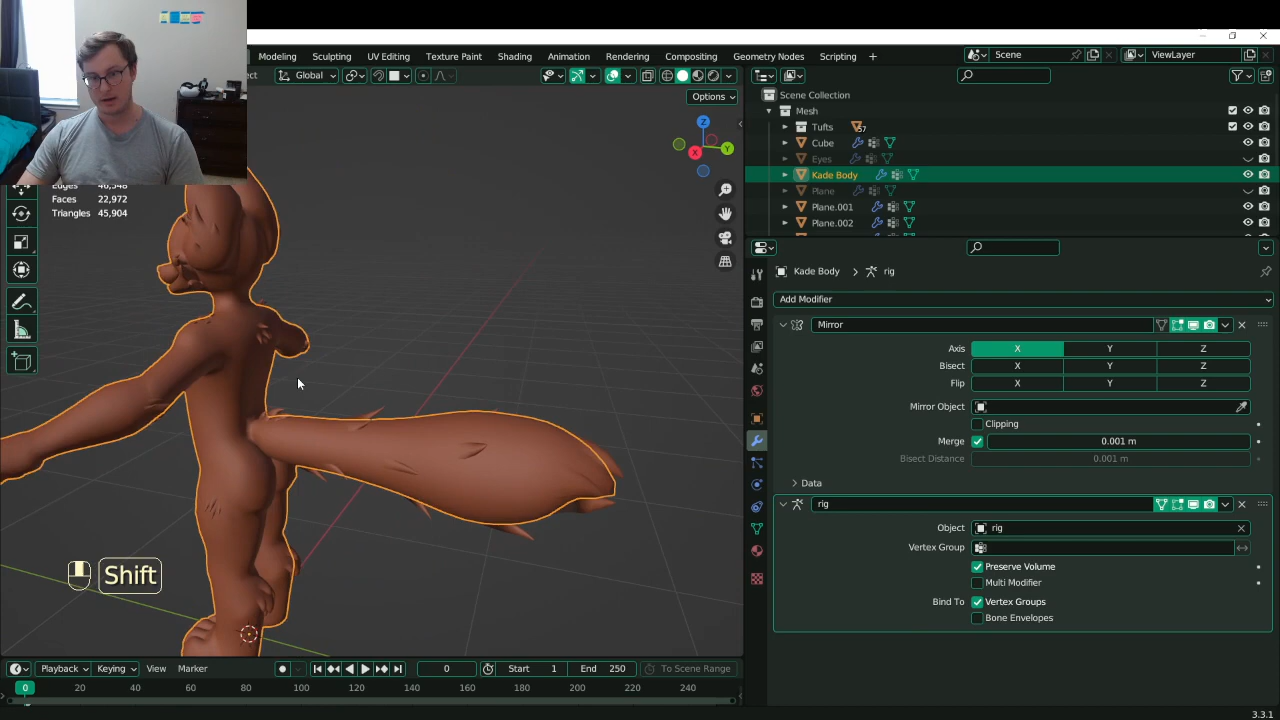 Modeling Sculpting UV Editing Texture Paint Shading Animation Rendering Compositing Geometry Nodes Scripting + Scene ViewLayer
ect Global
Options
Z
Y
X
Edges 46,548
Faces 22,972
Triangles 45,904
Shift
Scene Collection
Mesh
Tufts 57
Cube
Eyes
Kade Body
Plane
Plane.001
Plane.002
Kade Body > rig
Add Modifier
Mirror
Axis X Y Z
Bisect X Y Z
Flip X Y Z
Mirror Object
Clipping
Merge 0.001 m
Bisect Distance 0.001 m
Data
rig
Object rig
Vertex Group
Preserve Volume
Multi Modifier
Bind To Vertex Groups
Bone Envelopes
Playback Keying View Marker 0 Start 1 End 250 To Scene Range
0 20 40 60 80 100 120 140 160 180 200 220 240
3.3.1